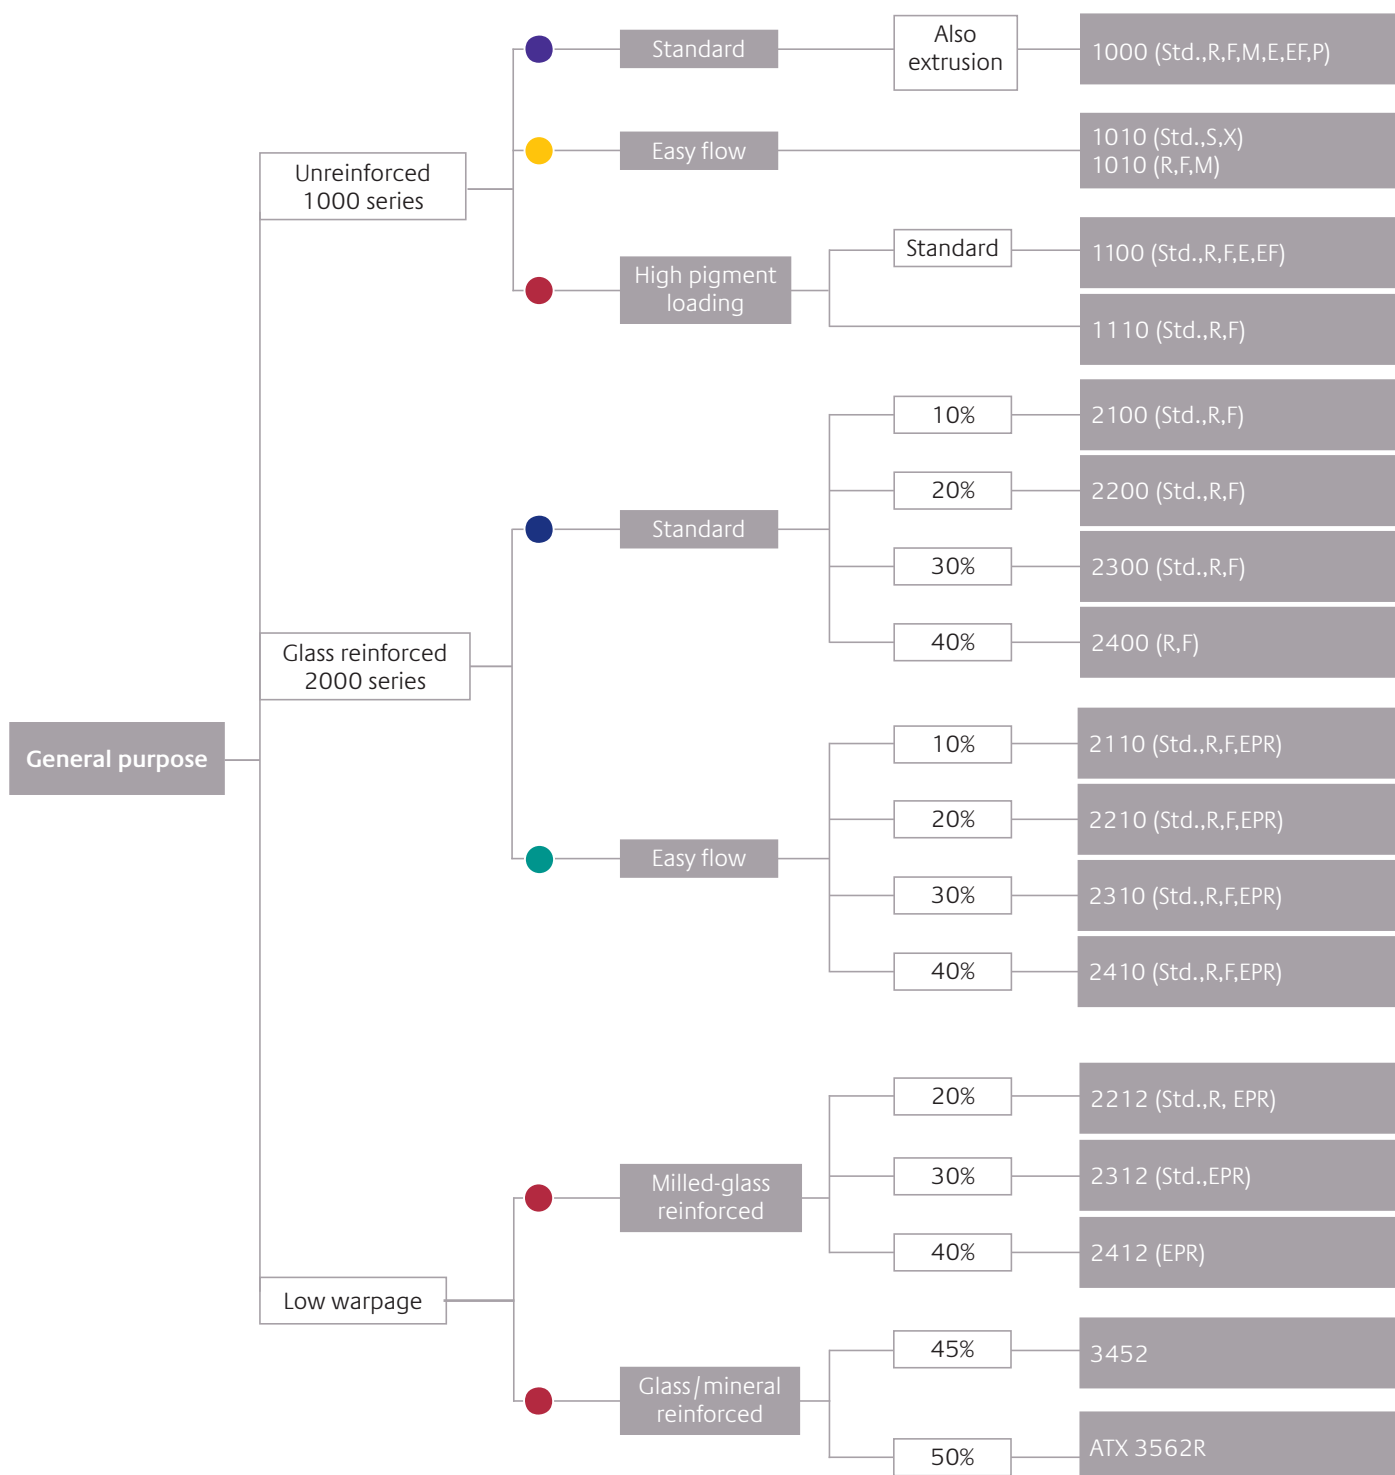 General purpose
Unreinforced
1000 series
Standard
Also
extrusion
1000 (Std.,R,F,M,E,EF,P)
Easy flow
1010 (Std.,S,X)
1010 (R,F,M)
High pigment
loading
Standard
1100 (Std.,R,F,E,EF)
1110 (Std.,R,F)
Glass reinforced
2000 series
Standard
10%
2100 (Std.,R,F)
20%
2200 (Std.,R,F)
30%
2300 (Std.,R,F)
40%
2400 (R,F)
Easy flow
10%
2110 (Std.,R,F,EPR)
20%
2210 (Std.,R,F,EPR)
30%
2310 (Std.,R,F,EPR)
40%
2410 (Std.,R,F,EPR)
Low warpage
Milled-glass
reinforced
20%
2212 (Std.,R, EPR)
30%
2312 (Std.,EPR)
40%
2412 (EPR)
Glass/mineral
reinforced
45%
3452
50%
ATX 3562R